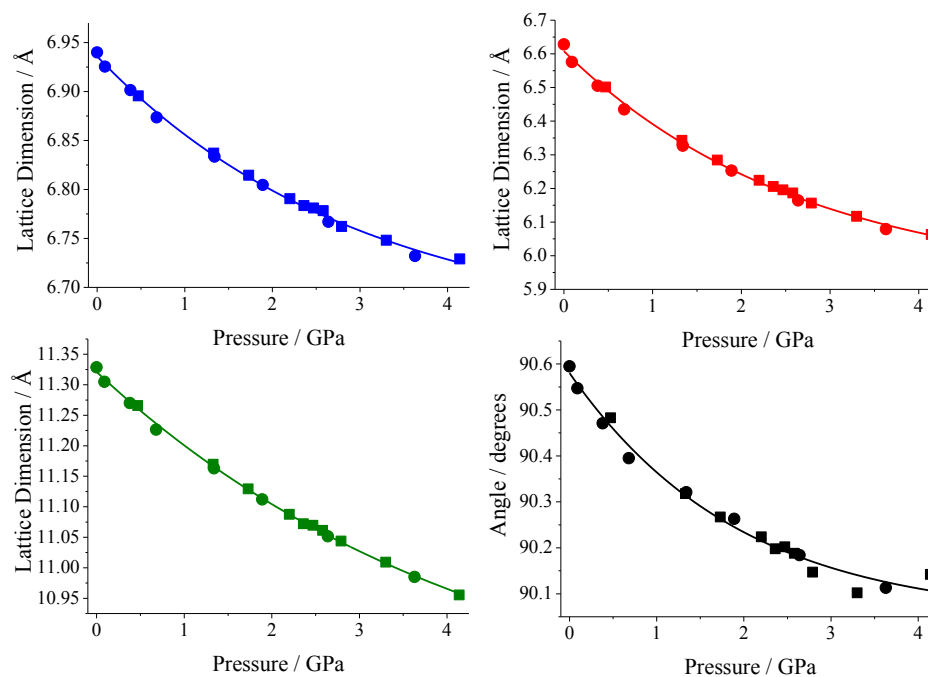 Lattice Dimension / Å
6.95
6.90
6.85
6.80
6.75
6.70
0 1 2 3 4
Pressure / GPa
Lattice Dimension / Å
6.7
6.6
6.5
6.4
6.3
6.2
6.1
6.0
5.9
0 1 2 3 4
Pressure / GPa
Lattice Dimension / Å
11.35
11.30
11.25
11.20
11.15
11.10
11.05
11.00
10.95
0 1 2 3 4
Pressure / GPa
Angle / degrees
90.6
90.5
90.4
90.3
90.2
90.1
0 1 2 3 4
Pressure / GPa